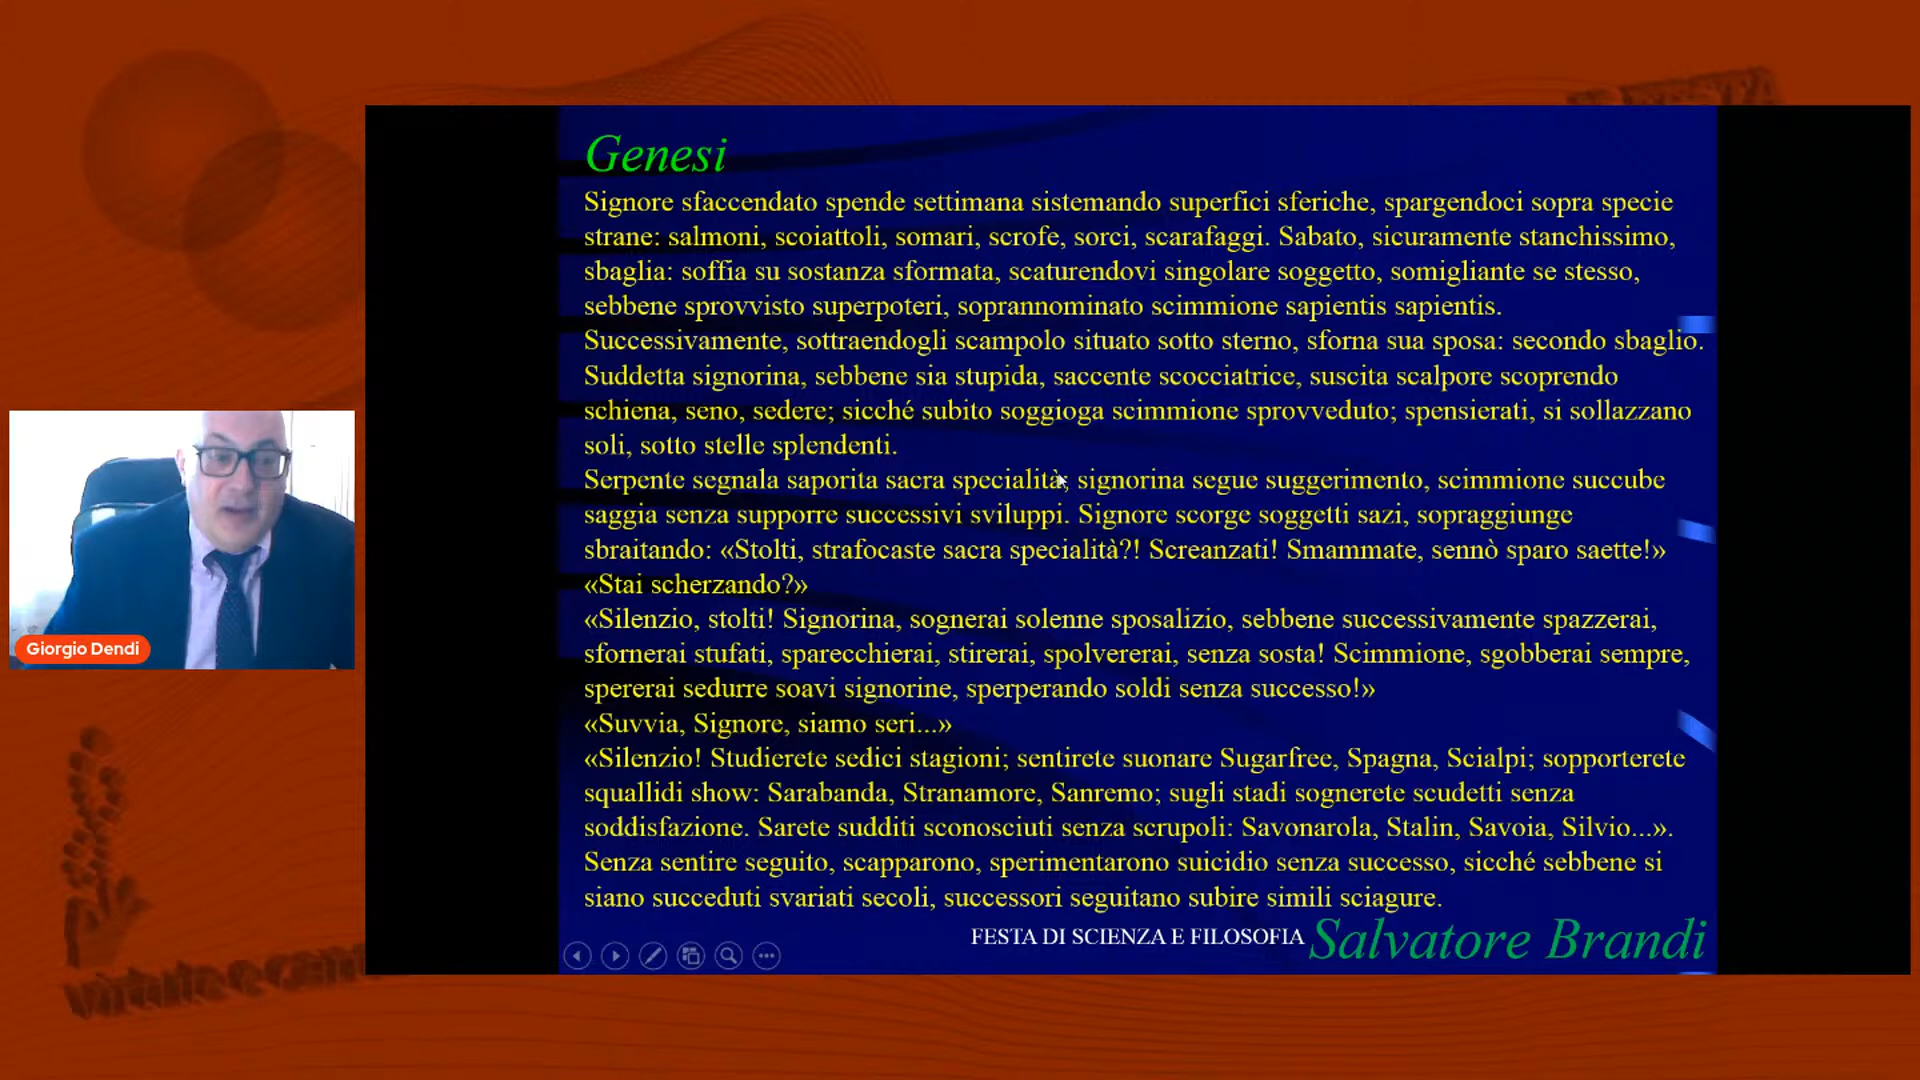 Genesi
Signore sfaccendato spende settimana sistemando superfici sferiche, spargendoci sopra specie
strane: salmoni, scoiattoli, somari, scrofe, sorci, scarafaggi. Sabato, sicuramente stanchissimo,
sbaglia: soffia su sostanza sformata, scaturendovi singolare soggetto, somigliante se stesso,
sebbene sprovvisto superpoteri, soprannominato scimmione sapientis sapientis.
Successivamente, sottraendogli scampolo situato sotto sterno, sforna sua sposa: secondo sbaglio.
Suddetta signorina, sebbene sia stupida, saccente scocciatrice, suscita scalpore scoprendo
schiena, seno, sedere; sicché subito soggioga scimmione sprovveduto; spensierati, si sollazzano
soli, sotto stelle splendenti.
Serpente segnala saporita sacra specialità; signorina segue suggerimento, scimmione succube
saggia senza supporre successivi sviluppi. Signore scorge soggetti sazi, sopraggiunge
sbraitando: «Stolti, strafocaste sacra specialità?! Screanzati! Smammate, sennò sparo saette!»
«Stai scherzando?»
«Silenzio, stolti! Signorina, sognerai solenne sposalizio, sebbene successivamente spazzerai,
sfornerai stufati, sparecchierai, stirerai, spolvererai, senza sosta! Scimmione, sgobberai sempre,
spererai sedurre soavi signorine, sperperando soldi senza successo!»
«Suvvia, Signore, siamo seri...»
«Silenzio! Studierete sedici stagioni; sentirete suonare Sugarfree, Spagna, Scialpi; sopporterete
squallidi show: Sarabanda, Stranamore, Sanremo; sugli stadi sognerete scudetti senza
soddisfazione. Sarete sudditi sconosciuti senza scrupoli: Savonarola, Stalin, Savoia, Silvio...».
Senza sentire seguito, scapparono, sperimentarono suicidio senza successo, sicché sebbene si
siano succeduti svariati secoli, successori seguitano subire simili sciagure.
FESTA DI SCIENZA E FILOSOFIA
Salvatore Brandi
Giorgio Dendi